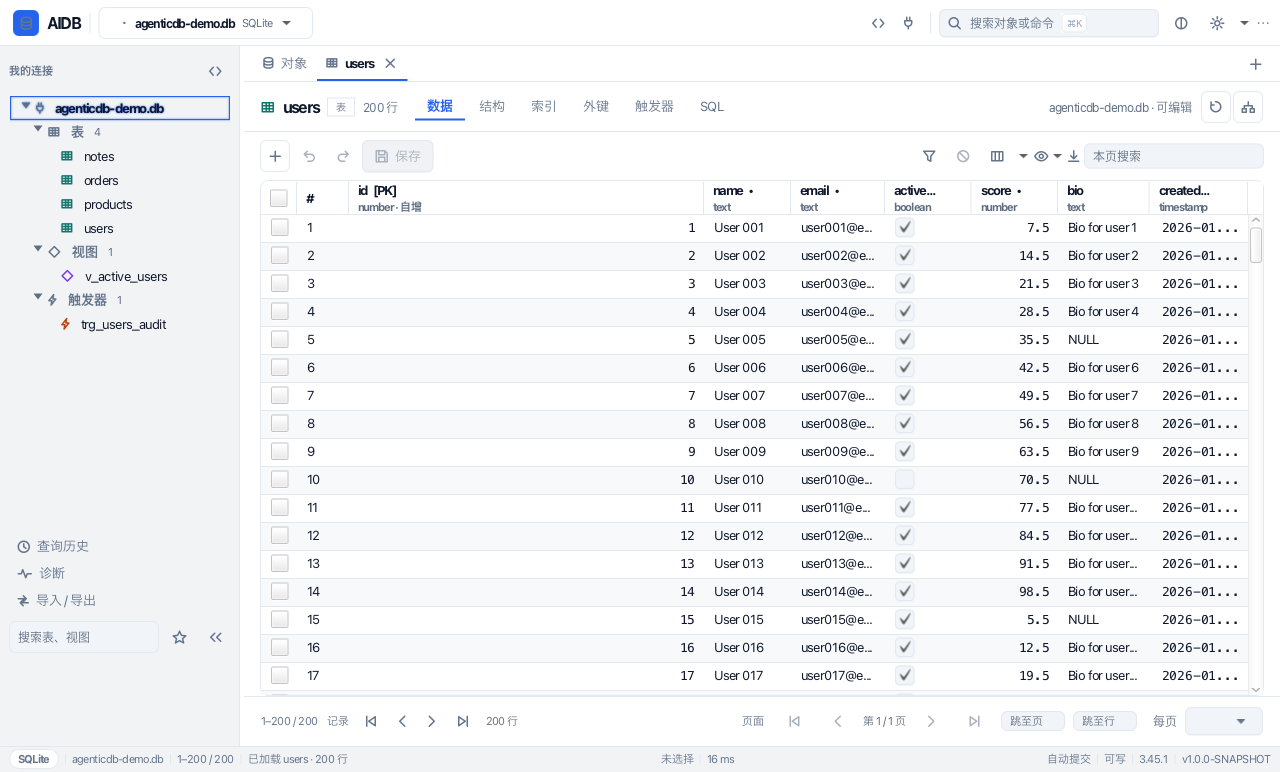 AIDB
agenticdb-demo.db SQLite
搜索对象或命令 ⌘K
我的连接
agenticdb-demo.db
表 4
notes
orders
products
users
视图 1
v_active_users
触发器 1
trg_users_audit
查询历史
诊断
导入 / 导出
搜索表、视图
对象 users
users 表 200 行 数据 结构 索引 外键 触发器 SQL agenticdb-demo.db · 可编辑
保存 本页搜索
# id [PK] name • email • active... score • bio created...
number · 自增 text text boolean number text timestamp
1 1 User 001 user001@e... 7.5 Bio for user 1 2026-01...
2 2 User 002 user002@e... 14.5 Bio for user 2 2026-01...
3 3 User 003 user003@e... 21.5 Bio for user 3 2026-01...
4 4 User 004 user004@e... 28.5 Bio for user 4 2026-01...
5 5 User 005 user005@e... 35.5 NULL 2026-01...
6 6 User 006 user006@e... 42.5 Bio for user 6 2026-01...
7 7 User 007 user007@e... 49.5 Bio for user 7 2026-01...
8 8 User 008 user008@e... 56.5 Bio for user 8 2026-01...
9 9 User 009 user009@e... 63.5 Bio for user 9 2026-01...
10 10 User 010 user010@e... 70.5 NULL 2026-01...
11 11 User 011 user011@e... 77.5 Bio for user... 2026-01...
12 12 User 012 user012@e... 84.5 Bio for user... 2026-01...
13 13 User 013 user013@e... 91.5 Bio for user... 2026-01...
14 14 User 014 user014@e... 98.5 Bio for user... 2026-01...
15 15 User 015 user015@e... 5.5 NULL 2026-01...
16 16 User 016 user016@e... 12.5 Bio for user... 2026-01...
17 17 User 017 user017@e... 19.5 Bio for user... 2026-01...
1–200 / 200 记录 200 行 页面 第 1 / 1 页 跳至页 跳至行 每页
SQLite agenticdb-demo.db 1–200 / 200 已加载 users · 200 行 未选择 16 ms 自动提交 可写 3.45.1 v1.0.0-SNAPSHOT